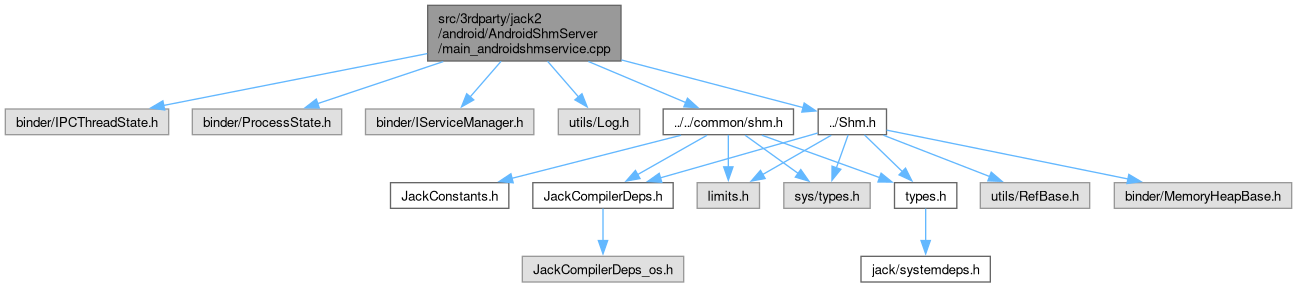 src/3rdparty/jack2
/android/AndroidShmServer
/main_androidshmservice.cpp
binder/IPCThreadState.h
binder/ProcessState.h
binder/IServiceManager.h
utils/Log.h
../../common/shm.h
../Shm.h
JackConstants.h
JackCompilerDeps.h
limits.h
sys/types.h
types.h
utils/RefBase.h
binder/MemoryHeapBase.h
JackCompilerDeps_os.h
jack/systemdeps.h